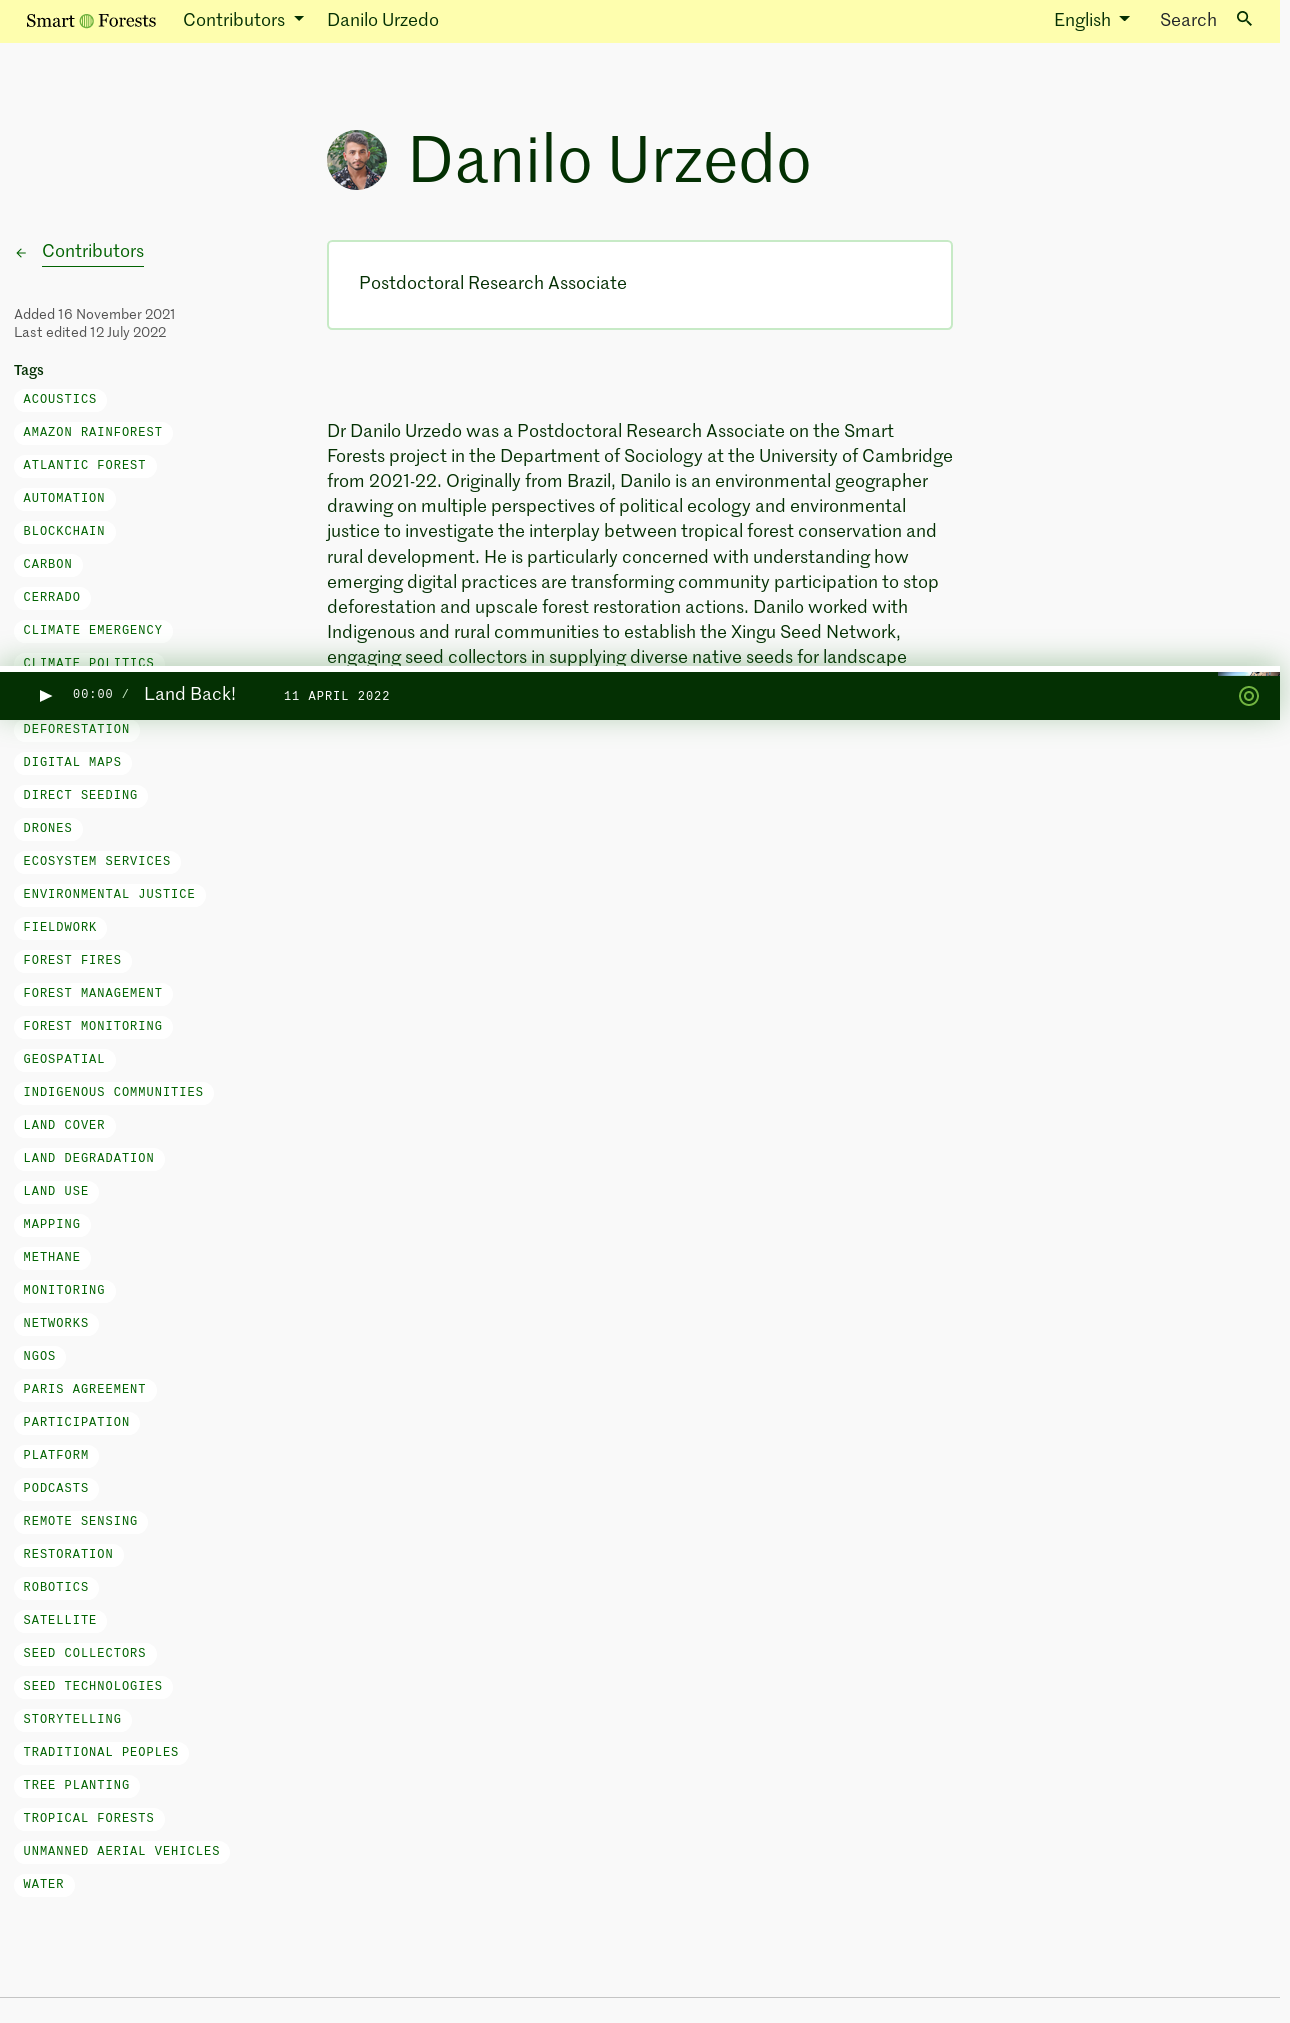 Smart Forests Contributors Danilo Urzedo English Search
Danilo Urzedo
Contributors
Postdoctoral Research Associate
Added 16 November 2021
Last edited 12 July 2022
Tags
ACOUSTICS
AMAZON RAINFOREST
ATLANTIC FOREST
AUTOMATION
BLOCKCHAIN
CARBON
CERRADO
CLIMATE EMERGENCY
CLIMATE POLITICS
Dr Danilo Urzedo was a Postdoctoral Research Associate on the Smart
Forests project in the Department of Sociology at the University of Cambridge
from 2021-22. Originally from Brazil, Danilo is an environmental geographer
drawing on multiple perspectives of political ecology and environmental
justice to investigate the interplay between tropical forest conservation and
rural development. He is particularly concerned with understanding how
emerging digital practices are transforming community participation to stop
deforestation and upscale forest restoration actions. Danilo worked with
Indigenous and rural communities to establish the Xingu Seed Network,
engaging seed collectors in supplying diverse native seeds for landscape
00:00 / Land Back! 11 APRIL 2022
DEFORESTATION
DIGITAL MAPS
DIRECT SEEDING
DRONES
ECOSYSTEM SERVICES
ENVIRONMENTAL JUSTICE
FIELDWORK
FOREST FIRES
FOREST MANAGEMENT
FOREST MONITORING
GEOSPATIAL
INDIGENOUS COMMUNITIES
LAND COVER
LAND DEGRADATION
LAND USE
MAPPING
METHANE
MONITORING
NETWORKS
NGOS
PARIS AGREEMENT
PARTICIPATION
PLATFORM
PODCASTS
REMOTE SENSING
RESTORATION
ROBOTICS
SATELLITE
SEED COLLECTORS
SEED TECHNOLOGIES
STORYTELLING
TRADITIONAL PEOPLES
TREE PLANTING
TROPICAL FORESTS
UNMANNED AERIAL VEHICLES
WATER